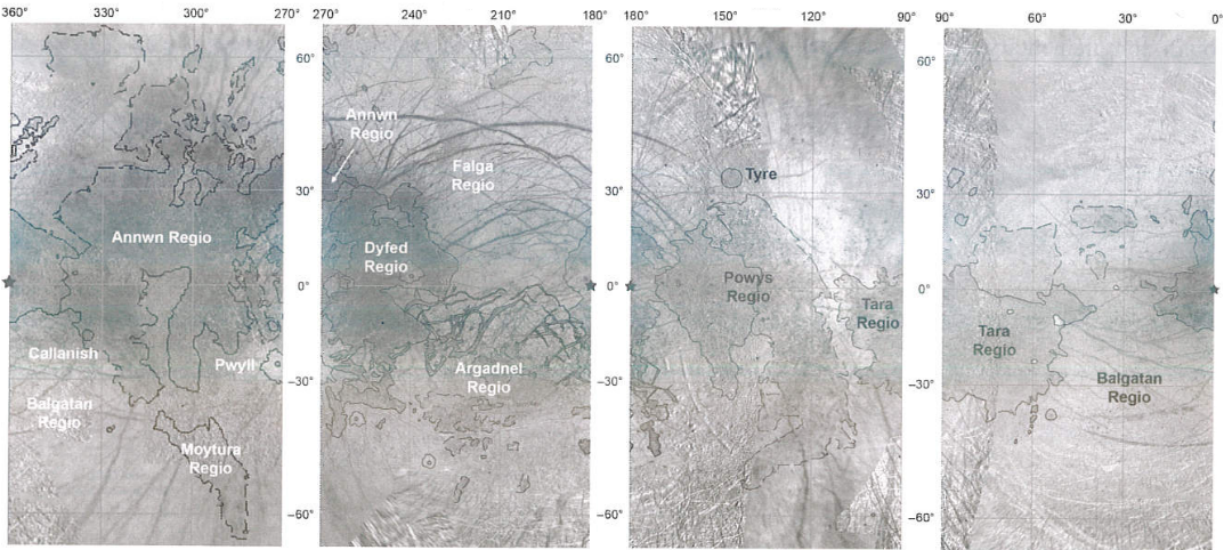 360° 330° 300° 270°
270° 240° 210° 180°
180° 150° 120° 90°
90° 60° 30° 0°
60°
60°
60°
Annwn
Regio
Falga
Regio
Tyre
30°
30°
30°
Annwn Regio
Dyfed
Regio
Powys
Regio
0°
0°
0°
Tara
Regio
Tara
Regio
Callanish
Pwyll
Argadnel
Regio
Balgatan
Regio
Balgatan
Regio
−30°
−30°
−30°
Moytura
Regio
−60°
−60°
−60°